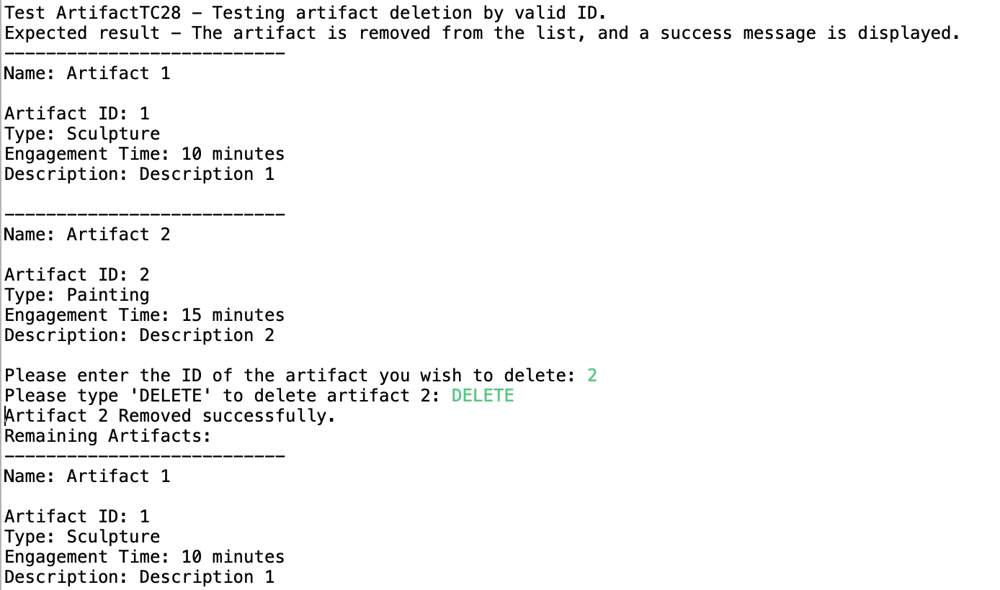 Test ArtifactTC28 – Testing artifact deletion by valid ID.
Expected result – The artifact is removed from the list, and a success message is displayed.
---------------------------
Name: Artifact 1
Artifact ID: 1
Type: Sculpture
Engagement Time: 10 minutes
Description: Description 1
---------------------------
Name: Artifact 2
Artifact ID: 2
Type: Painting
Engagement Time: 15 minutes
Description: Description 2
Please enter the ID of the artifact you wish to delete: 2
Please type 'DELETE' to delete artifact 2: DELETE
Artifact 2 Removed successfully.
Remaining Artifacts:
---------------------------
Name: Artifact 1
Artifact ID: 1
Type: Sculpture
Engagement Time: 10 minutes
Description: Description 1